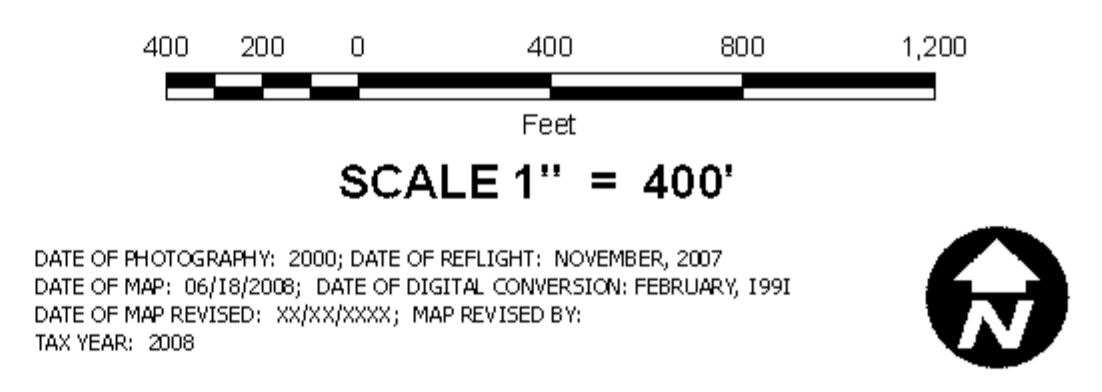 400 200 0 400 800 1,200
Feet
SCALE 1" = 400'
DATE OF PHOTOGRAPHY: 2000; DATE OF REFLIGHT: NOVEMBER, 2007
DATE OF MAP: 06/18/2008; DATE OF DIGITAL CONVERSION: FEBRUARY, 1991
DATE OF MAP REVISED: XX/XX/XXXX; MAP REVISED BY:
TAX YEAR: 2008
N